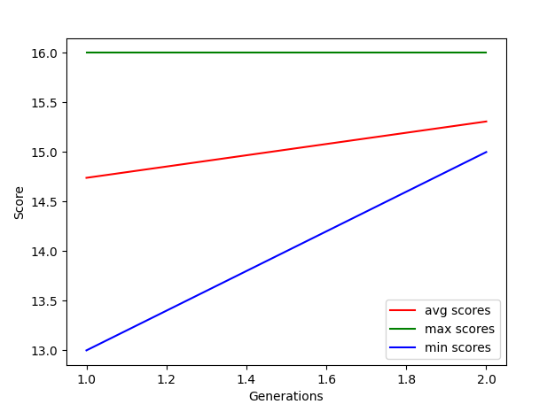 16.0
15.5
15.0
14.5
14.0
13.5
13.0
Score
avg scores
max scores
min scores
1.0 1.2 1.4 1.6 1.8 2.0
Generations